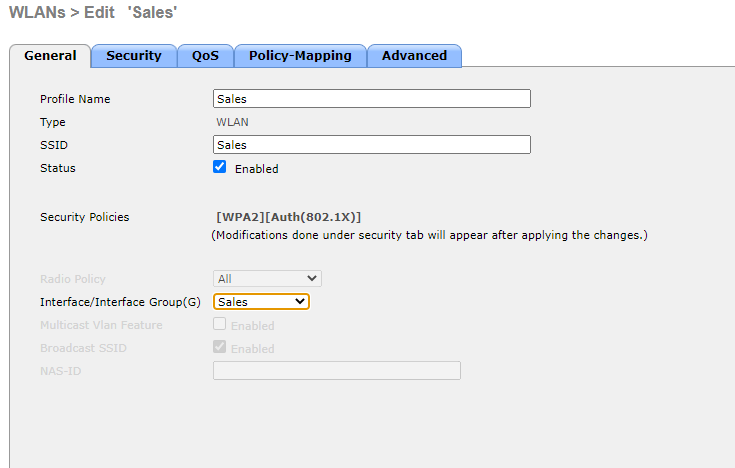 WLANs > Edit 'Sales'
General Security QoS Policy-Mapping Advanced
Profile Name Sales
Type WLAN
SSID Sales
Status Enabled
Security Policies [WPA2][Auth(802.1X)]
(Modifications done under security tab will appear after applying the changes.)
Radio Policy All
Interface/Interface Group(G) Sales
Multicast Vlan Feature Enabled
Broadcast SSID Enabled
NAS-ID